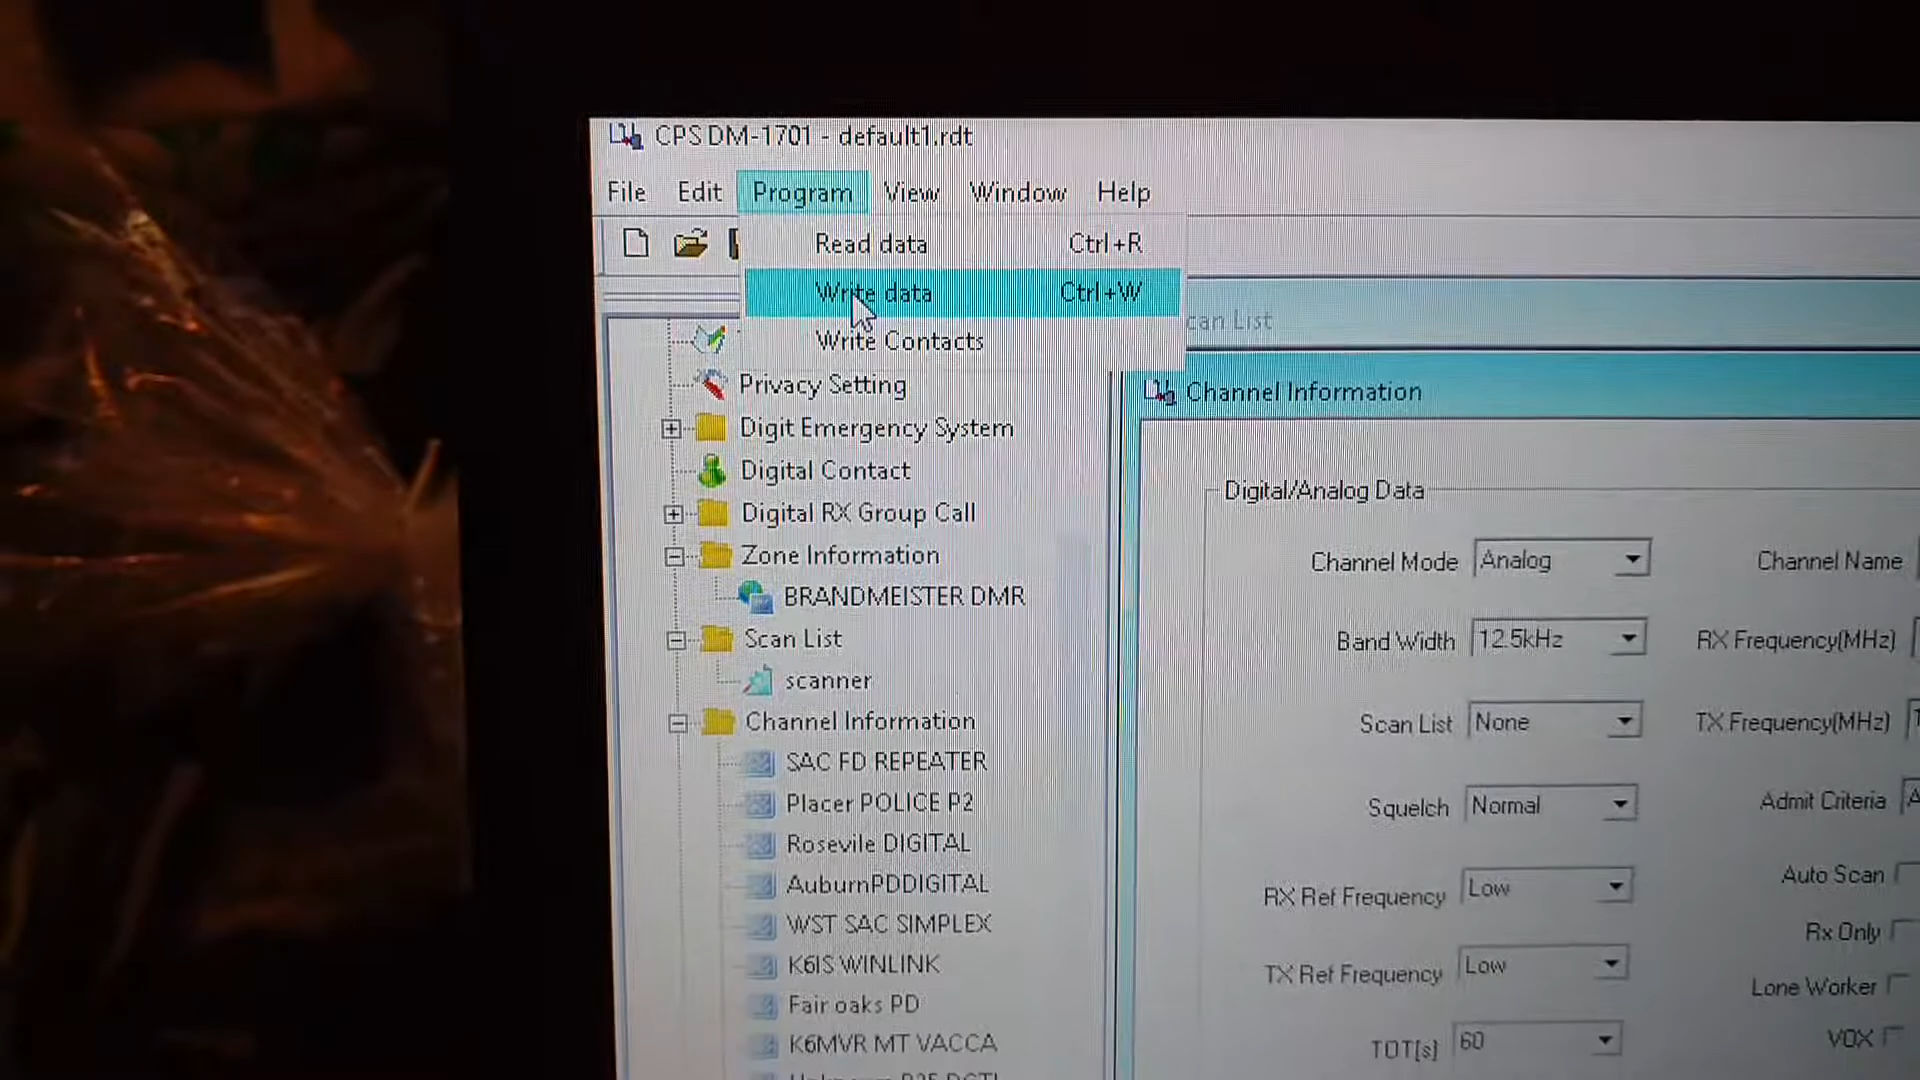 CPS DM-1701 - default1.rdt
File Edit Program View Window Help
Read data Ctrl+R
Write data Ctrl+W
Write Contacts
can List
Privacy Setting
Digit Emergency System
Digital Contact
Digital RX Group Call
Zone Information
BRANDMEISTER DMR
Scan List
scanner
Channel Information
SAC FD REPEATER
Placer POLICE P2
Rosevile DIGITAL
AuburnPDDIGITAL
WST SAC SIMPLEX
K6IS WINLINK
Fair oaks PD
K6MVR MT VACCA
Channel Information
Digital/Analog Data
Channel Mode Analog Channel Name
Band Width 12.5kHz RX Frequency(MHz)
Scan List None TX Frequency(MHz)
Squelch Normal Admit Criteria
Auto Scan
RX Ref Frequency Low
Rx Only
TX Ref Frequency Low
Lone Worker
TOT[s] 60 VOX